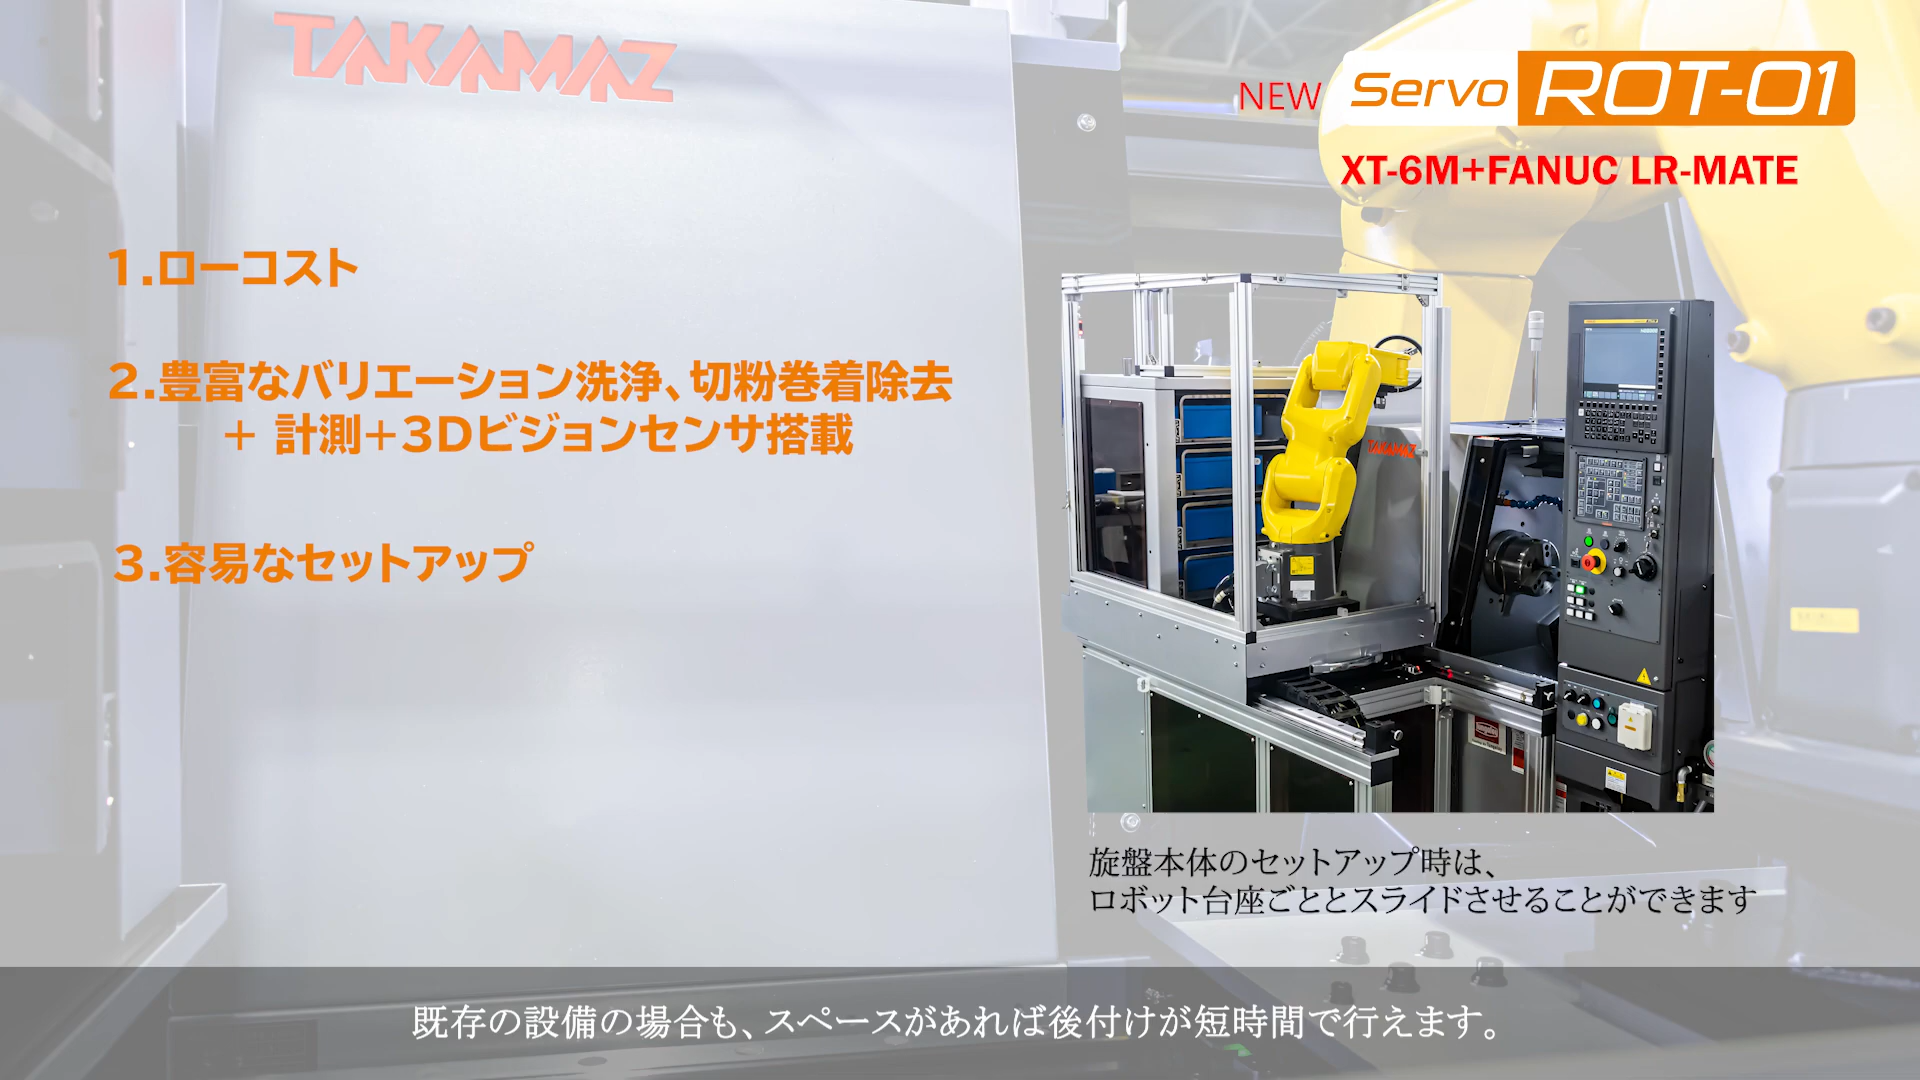 TAKAMAZ
NEW Servo ROT-01
XT-6M+FANUC LR-MATE
1.ローコスト
2.豊富なバリエーション洗浄、切粉巻着除去
+ 計測+3Dビジョンセンサ搭載
3.容易なセットアップ
TAKAMAZ
旋盤本体のセットアップ時は、
ロボット台座ごととスライドさせることができます
既存の設備の場合も、スペースがあれば後付けが短時間で行えます。